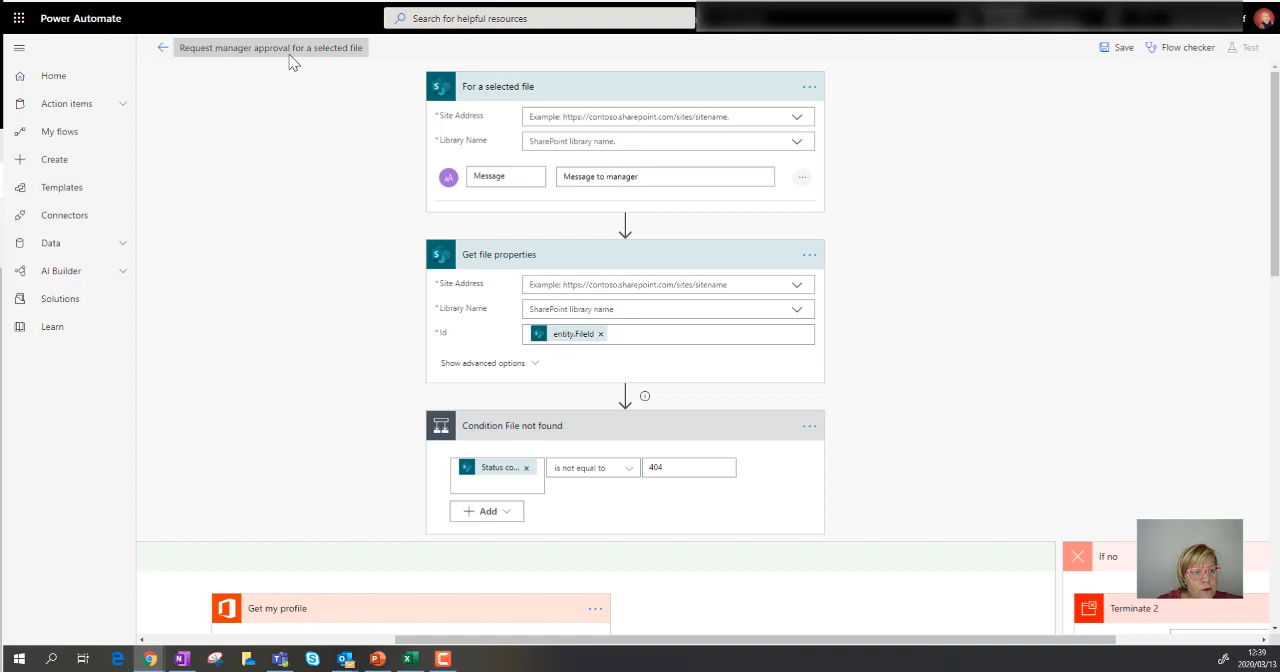 Power Automate
Search for helpful resources
Request manager approval for a selected file
Save
Flow checker
Test
Home
Action items
My flows
Create
Templates
Connectors
Data
AI Builder
Solutions
Learn
For a selected file
* Site Address
Example: https://contoso.sharepoint.com/sites/sitename.
* Library Name
SharePoint library name.
AA
Message
Message to manager
Get file properties
* Site Address
Example: https://contoso.sharepoint.com/sites/sitename
* Library Name
SharePoint library name
* Id
entity.FileId ×
Show advanced options
Condition File not found
Status co... ×
is not equal to
404
+ Add
If no
Get my profile
Terminate 2
12:39
2020/03/13